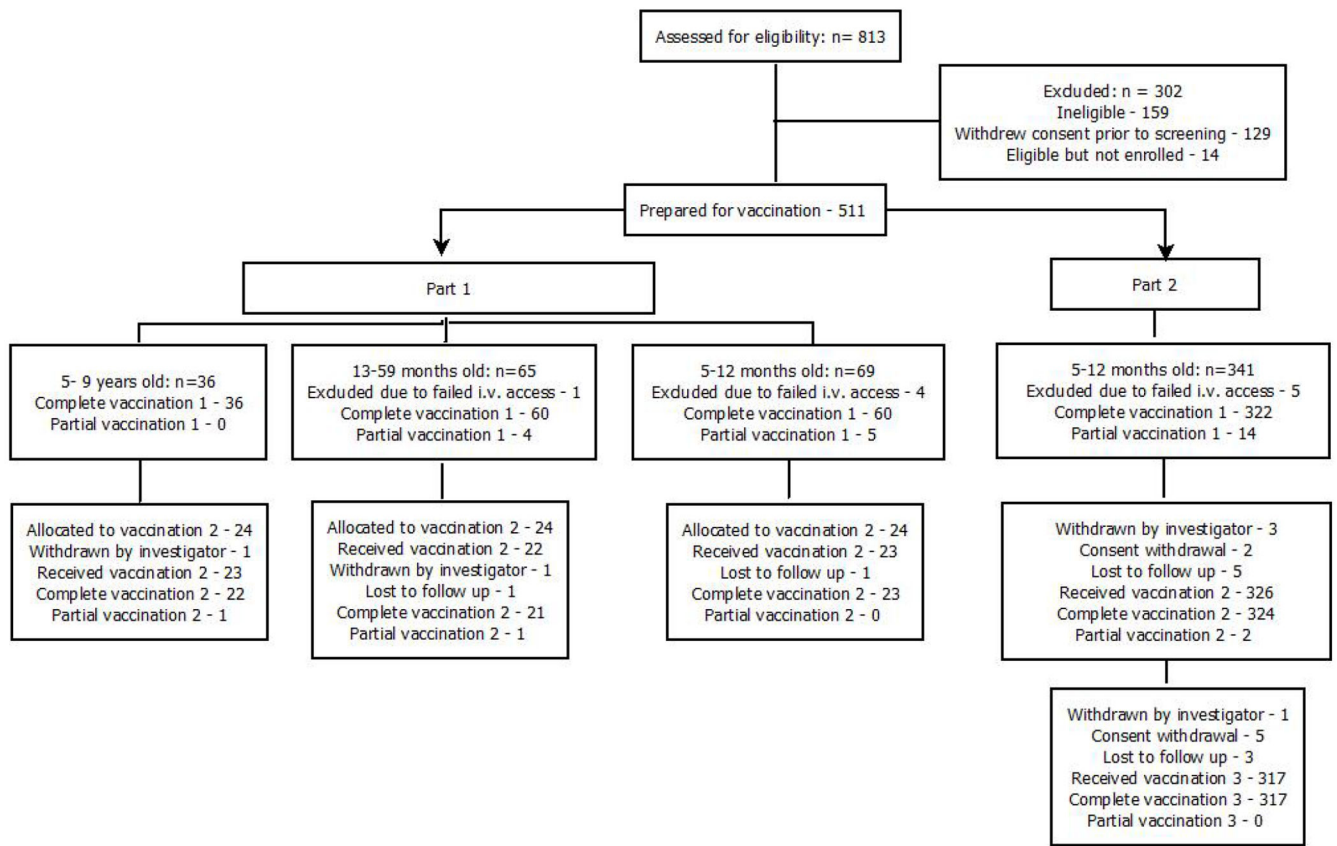 Assessed for eligibility: n= 813
Excluded: n = 302
Ineligible - 159
Withdrew consent prior to screening - 129
Eligible but not enrolled - 14
Prepared for vaccination - 511
Part 1
Part 2
5- 9 years old: n=36
Complete vaccination 1 - 36
Partial vaccination 1 - 0
13-59 months old: n=65
Excluded due to failed i.v. access - 1
Complete vaccination 1 - 60
Partial vaccination 1 - 4
5-12 months old: n=69
Excluded due to failed i.v. access - 4
Complete vaccination 1 - 60
Partial vaccination 1 - 5
5-12 months old: n=341
Excluded due to failed i.v. access - 5
Complete vaccination 1 - 322
Partial vaccination 1 - 14
Allocated to vaccination 2 - 24
Withdrawn by investigator - 1
Received vaccination 2 - 23
Complete vaccination 2 - 22
Partial vaccination 2 - 1
Allocated to vaccination 2 - 24
Received vaccination 2 - 22
Withdrawn by investigator - 1
Lost to follow up - 1
Complete vaccination 2 - 21
Partial vaccination 2 - 1
Allocated to vaccination 2 - 24
Received vaccination 2 - 23
Lost to follow up - 1
Complete vaccination 2 - 23
Partial vaccination 2 - 0
Withdrawn by investigator - 3
Consent withdrawal - 2
Lost to follow up - 5
Received vaccination 2 - 326
Complete vaccination 2 - 324
Partial vaccination 2 - 2
Withdrawn by investigator - 1
Consent withdrawal - 5
Lost to follow up - 3
Received vaccination 3 - 317
Complete vaccination 3 - 317
Partial vaccination 3 - 0